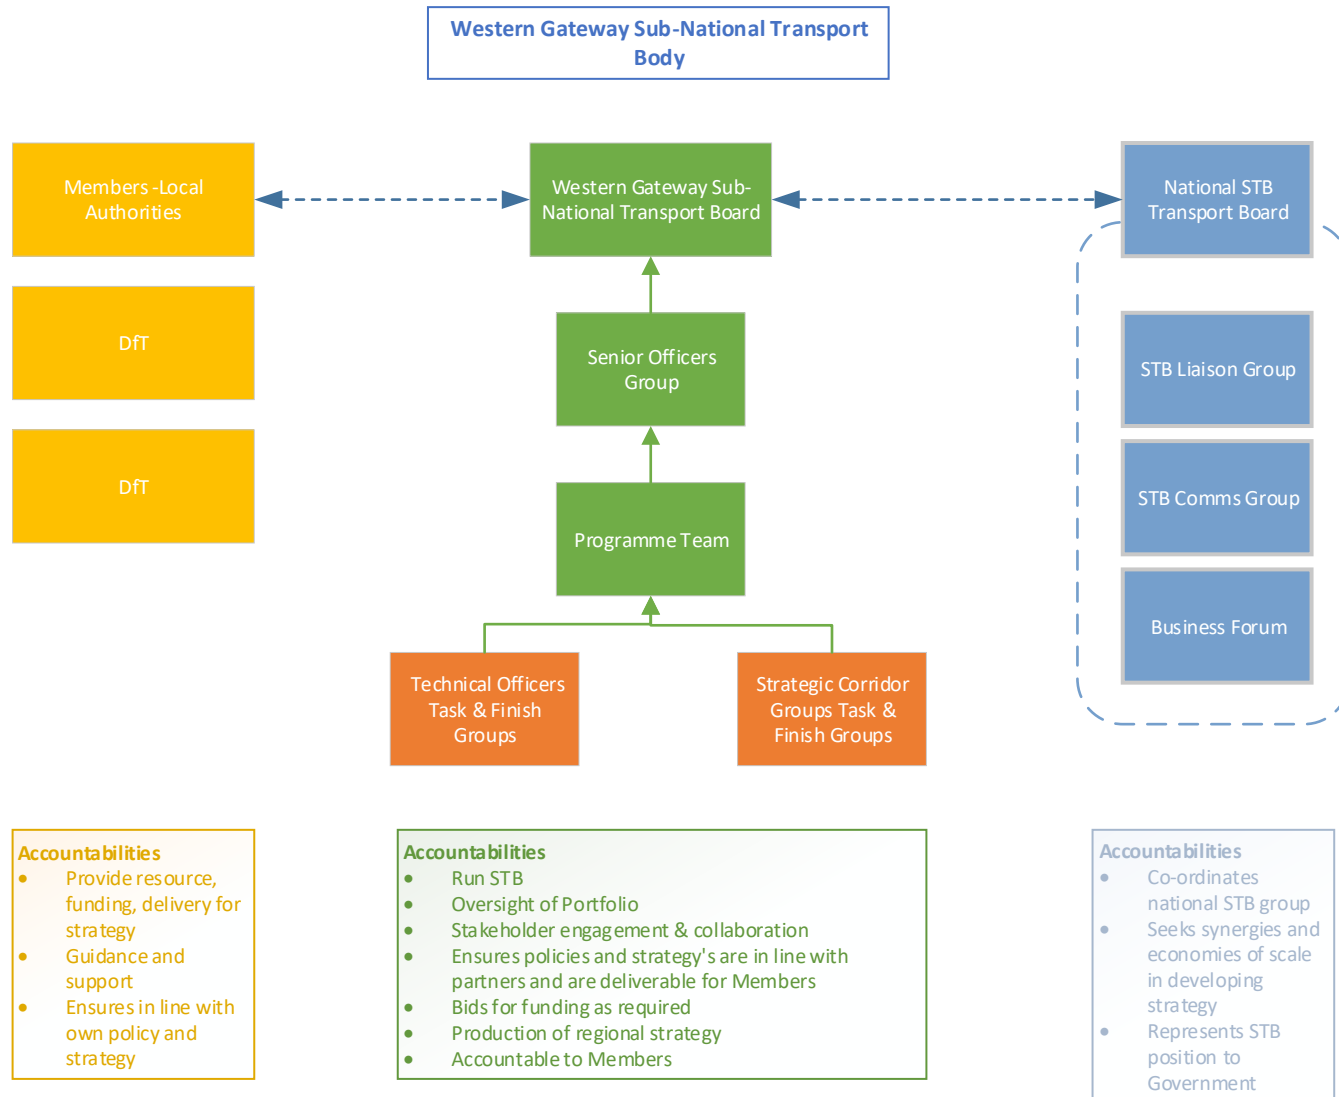 Western Gateway Sub-National Transport
Body
Members -Local
Authorities
Western Gateway Sub-
National Transport Board
National STB
Transport Board
DfT
Senior Officers
Group
STB Liaison Group
DfT
Programme Team
STB Comms Group
Business Forum
Technical Officers
Task & Finish
Groups
Strategic Corridor
Groups Task &
Finish Groups
Accountabilities
• Provide resource,
funding, delivery for
strategy
• Guidance and
support
• Ensures in line with
own policy and
strategy
Accountabilities
• Run STB
• Oversight of Portfolio
• Stakeholder engagement & collaboration
• Ensures policies and strategy's are in line with
partners and are deliverable for Members
• Bids for funding as required
• Production of regional strategy
• Accountable to Members
Accountabilities
• Co-ordinates
national STB group
• Seeks synergies and
economies of scale
in developing
strategy
• Represents STB
position to
Government